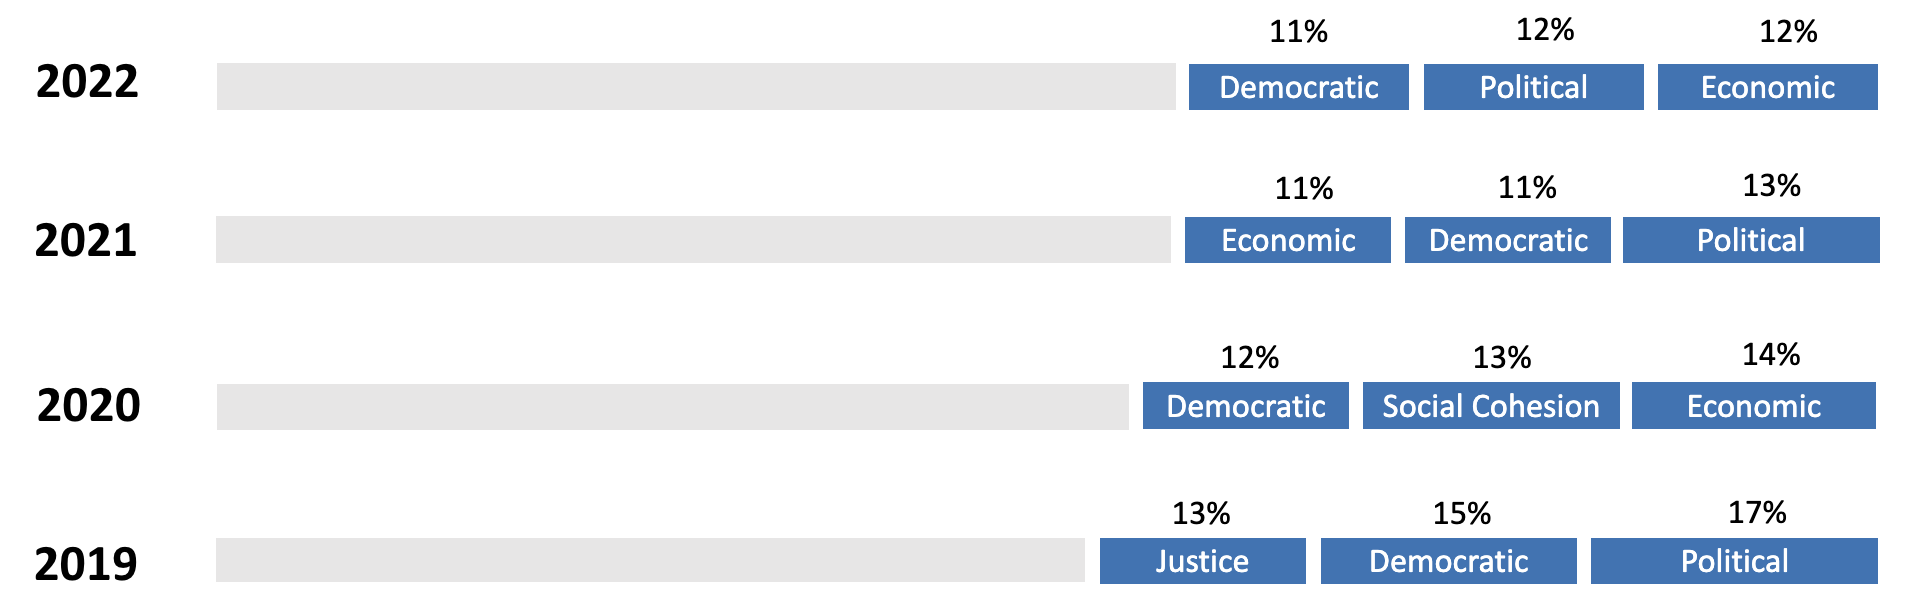 11% 12% 12%
2022 Democratic Political Economic
11% 11% 13%
2021 Economic Democratic Political
12% 13% 14%
2020 Democratic Social Cohesion Economic
13% 15% 17%
2019 Justice Democratic Political